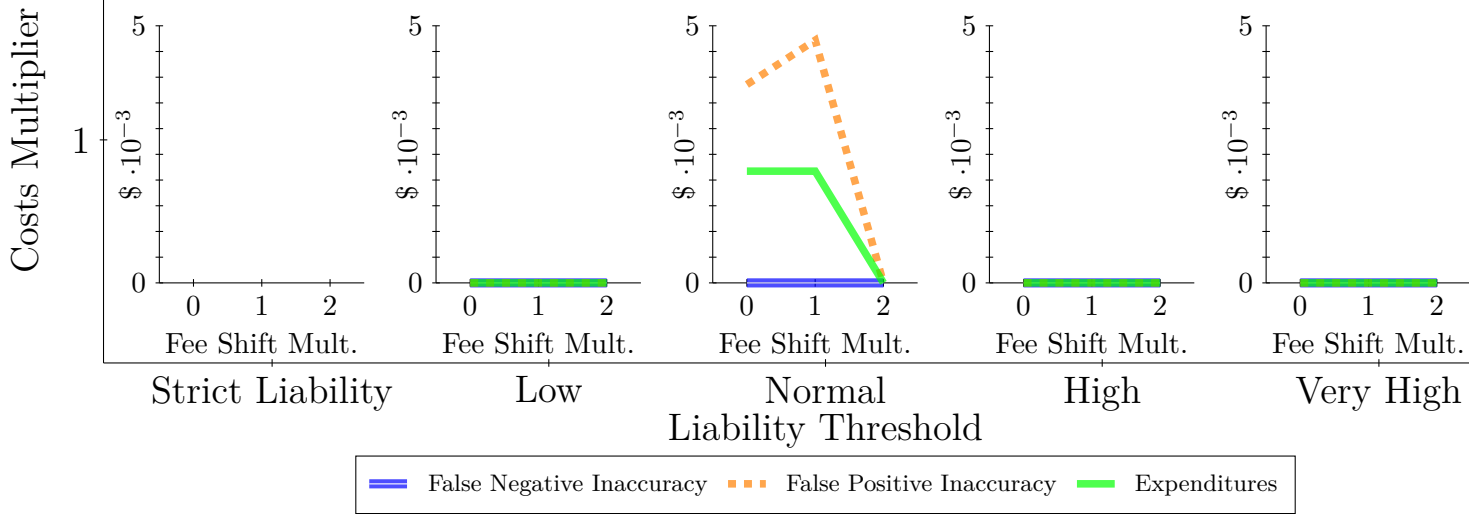 Costs Multiplier
1
5
0
$ ·10⁻³
0 1 2
Fee Shift Mult.
5
0
$ ·10⁻³
0 1 2
Fee Shift Mult.
5
0
$ ·10⁻³
0 1 2
Fee Shift Mult.
5
0
$ ·10⁻³
0 1 2
Fee Shift Mult.
5
0
$ ·10⁻³
0 1 2
Fee Shift Mult.
Strict Liability Low Normal High Very High
Liability Threshold
False Negative Inaccuracy False Positive Inaccuracy Expenditures